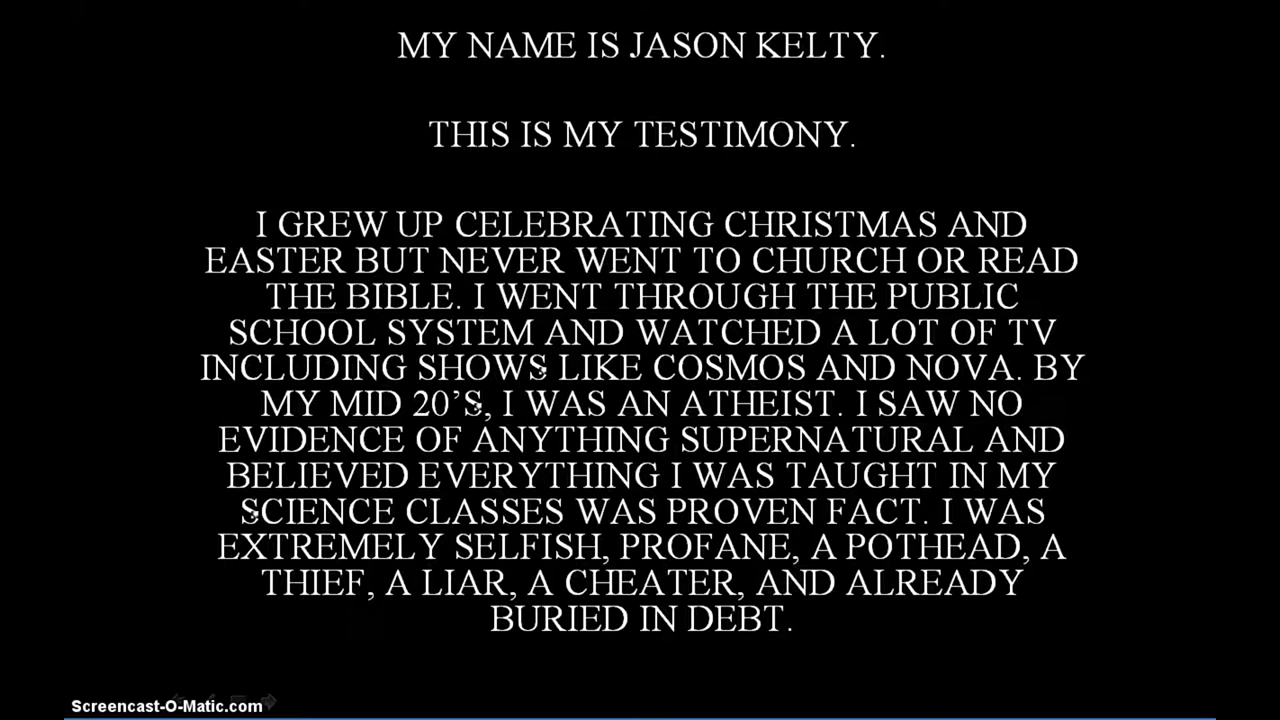 MY NAME IS JASON KELTY.
THIS IS MY TESTIMONY.
I GREW UP CELEBRATING CHRISTMAS AND
EASTER BUT NEVER WENT TO CHURCH OR READ
THE BIBLE. I WENT THROUGH THE PUBLIC
SCHOOL SYSTEM AND WATCHED A LOT OF TV
INCLUDING SHOWS LIKE COSMOS AND NOVA. BY
MY MID 20’S, I WAS AN ATHEIST. I SAW NO
EVIDENCE OF ANYTHING SUPERNATURAL AND
BELIEVED EVERYTHING I WAS TAUGHT IN MY
SCIENCE CLASSES WAS PROVEN FACT. I WAS
EXTREMELY SELFISH, PROFANE, A POTHEAD, A
THIEF, A LIAR, A CHEATER, AND ALREADY
BURIED IN DEBT.
Screencast-O-Matic.com